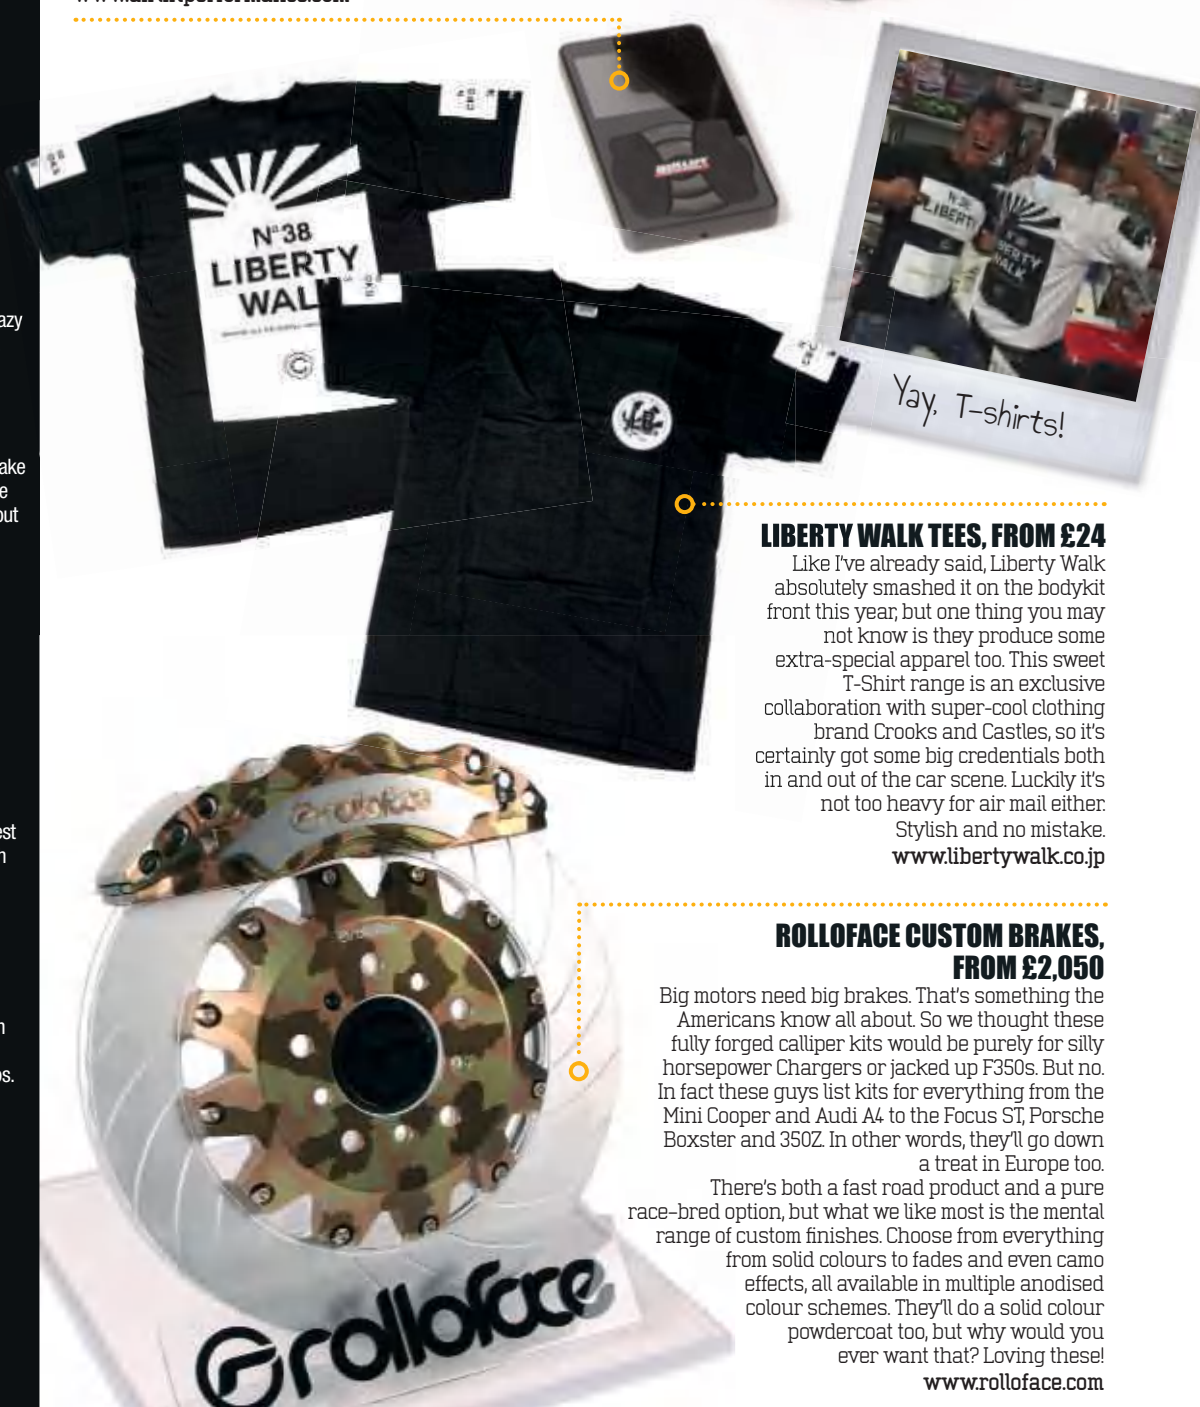 azy
ake
e
out
est
n
n
os.
Nº38
LIBERTY
WALK
Nº38
LIBERTY
Nº38
LIBERTY
WALK
Yay, T-shirts!
LIBERTY WALK TEES, FROM £24
Like I've already said, Liberty Walk
absolutely smashed it on the bodykit
front this year, but one thing you may
not know is they produce some
extra-special apparel too. This sweet
T-Shirt range is an exclusive
collaboration with super-cool clothing
brand Crooks and Castles, so it's
certainly got some big credentials both
in and out of the car scene. Luckily it's
not too heavy for air mail either.
Stylish and no mistake.
www.libertywalk.co.jp
rolloface
rolloface
ROLLOFACE CUSTOM BRAKES,
FROM £2,050
Big motors need big brakes. That's something the
Americans know all about. So we thought these
fully forged calliper kits would be purely for silly
horsepower Chargers or jacked up F350s. But no.
In fact these guys list kits for everything from the
Mini Cooper and Audi A4 to the Focus ST, Porsche
Boxster and 350Z. In other words, they'll go down
a treat in Europe too.
There's both a fast road product and a pure
race-bred option, but what we like most is the mental
range of custom finishes. Choose from everything
from solid colours to fades and even camo
effects, all available in multiple anodised
colour schemes. They'll do a solid colour
powdercoat too, but why would you
ever want that? Loving these!
www.rolloface.com